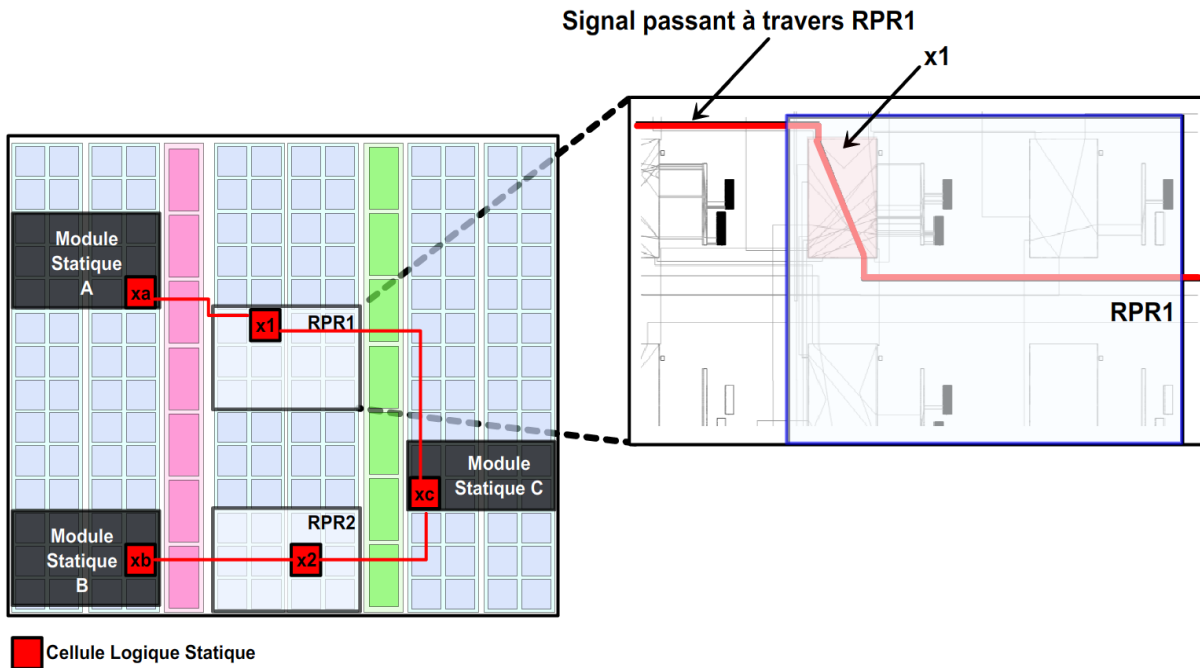 Signal passant à travers RPR1
x1
Module
Statique
A
xa
x1
RPR1
RPR1
Module
Statique C
xc
RPR2
Module
Statique
B
xb
x2
Cellule Logique Statique